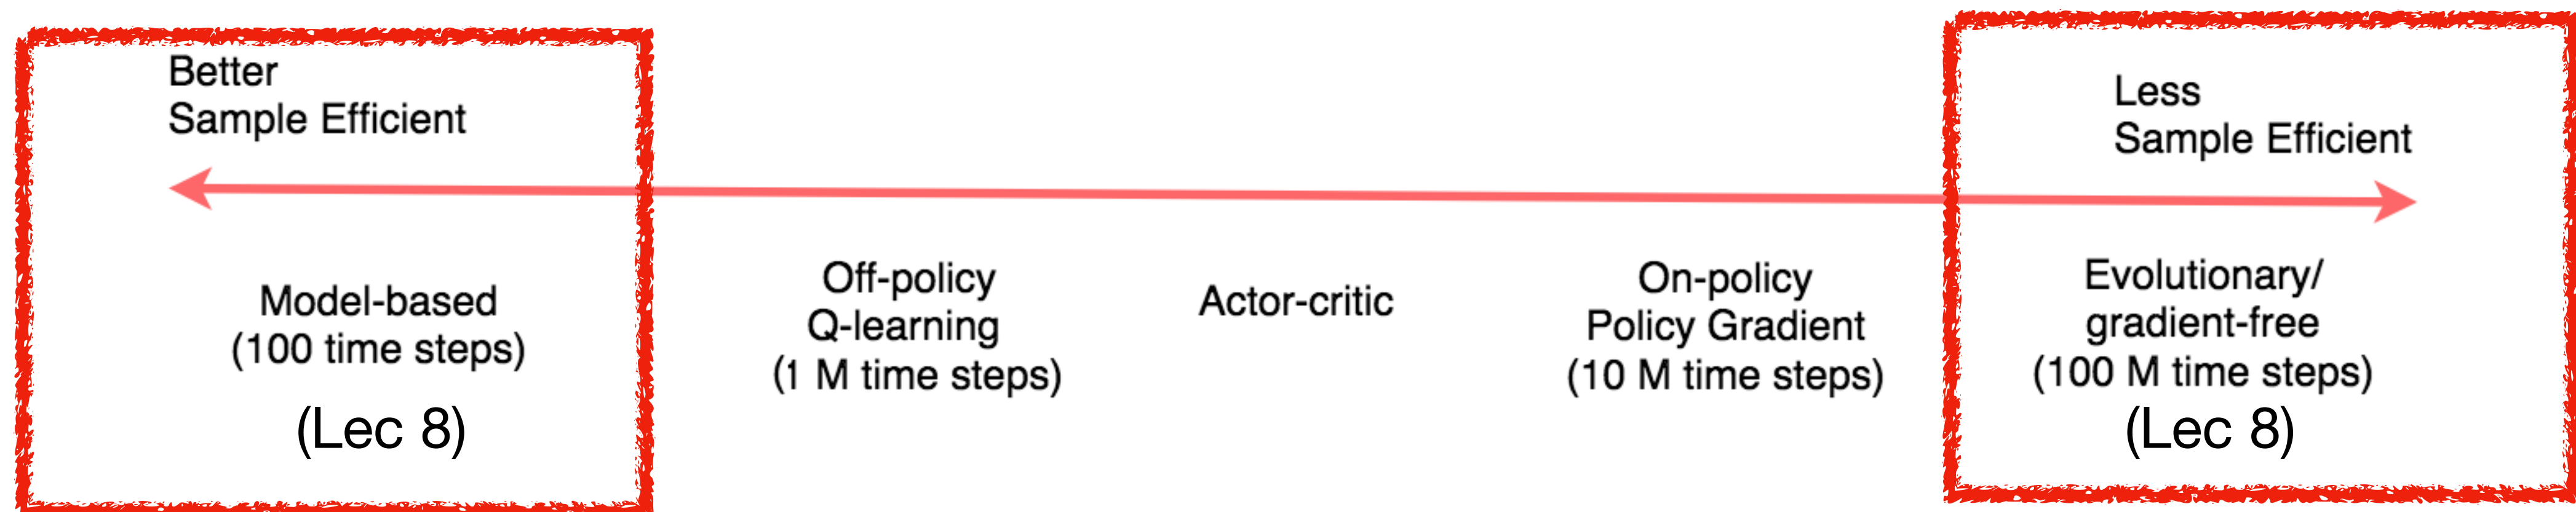 Better
Sample Efficient
Less
Sample Efficient
Model-based
(100 time steps)
(Lec 8)
Off-policy
Q-learning
(1 M time steps)
Actor-critic
On-policy
Policy Gradient
(10 M time steps)
Evolutionary/
gradient-free
(100 M time steps)
(Lec 8)